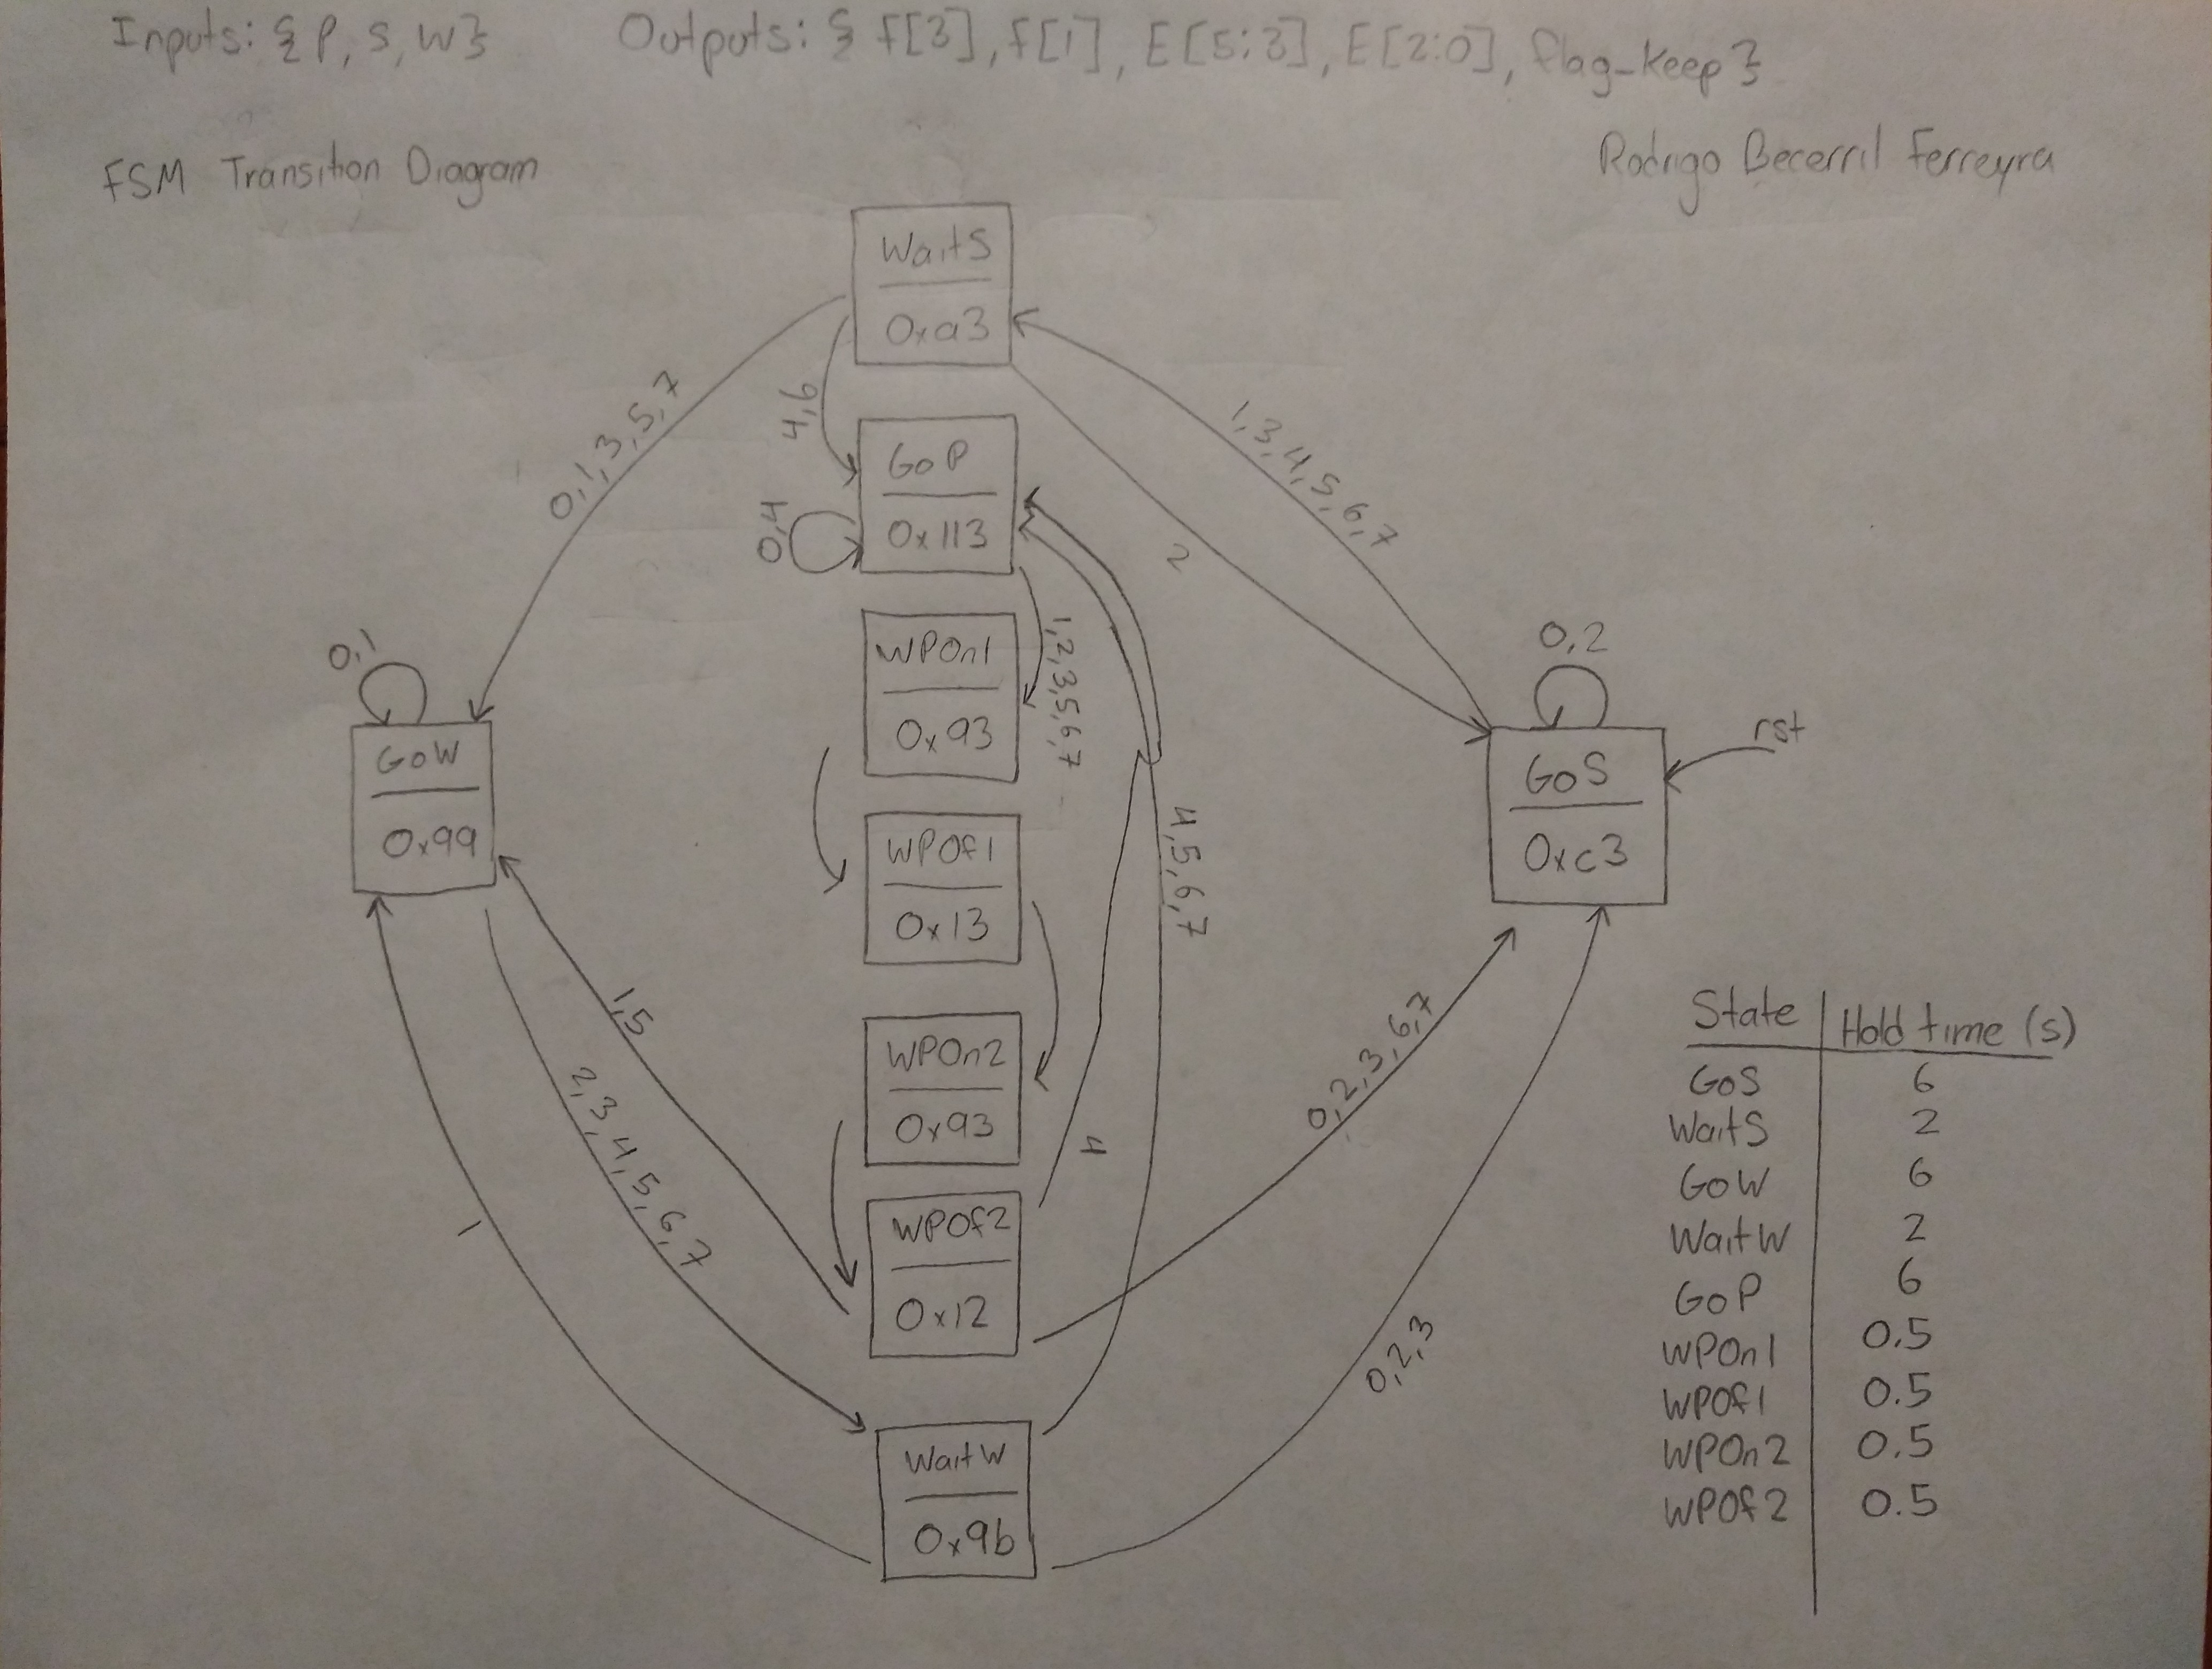 Inputs: { P, S, W } Outputs: { F[3], F[1], E[5:3], E[2:0], flag_keep }
FSM Transition Diagram
Rodrigo Becerril Ferreyra
WaitS
0xa3
0,1,3,5,7
4,6
1,3,4,5,6,7
2
GoP
0x113
0,4
1,2,3,5,6,7
WPOn1
0x93
0,1
GoW
0x99
0,2
rst
GoS
0xc3
WPOf1
0x13
4,5,6,7
1,5
WPOn2
0x93
4
0,2,3,6,7
2,3,4,5,6,7
1
WPOf2
0x12
0,2,3
WaitW
0x9b
State Hold time (s)
GoS 6
WaitS 2
GoW 6
WaitW 2
GoP 6
WPOn1 0.5
WPOf1 0.5
WPOn2 0.5
WPOf2 0.5